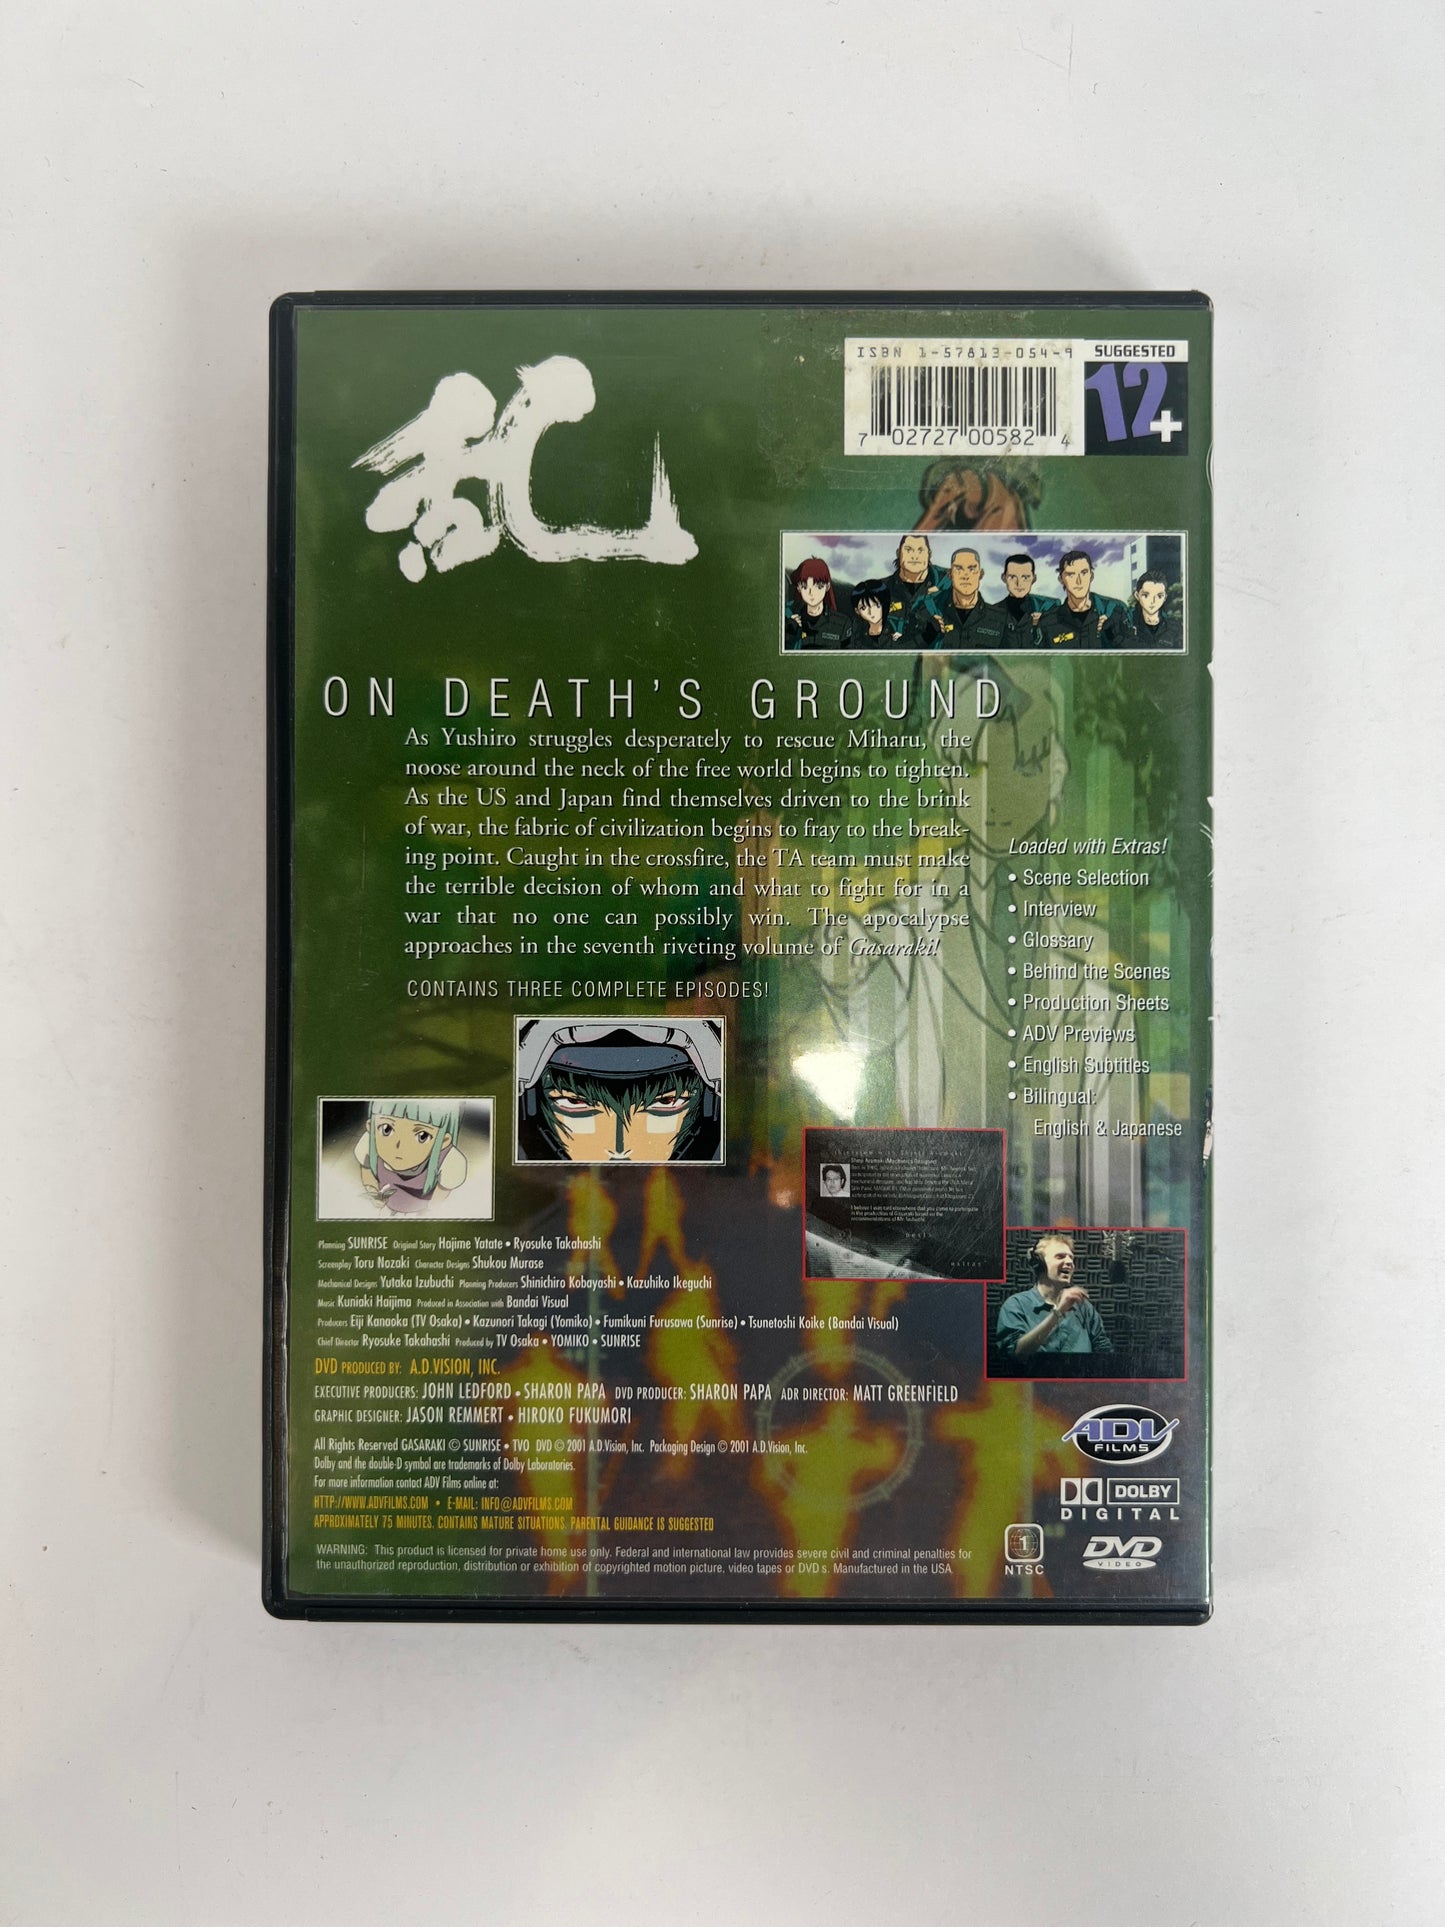 乱
ISBN 1-57813-054-9
SUGGESTED
12+
7 02727 00582 4
ON DEATH'S GROUND
As Yushiro struggles desperately to rescue Miharu, the
noose around the neck of the free world begins to tighten.
As the US and Japan find themselves driven to the brink
of war, the fabric of civilization begins to fray to the break-
ing point. Caught in the crossfire, the TA team must make
the terrible decision of whom and what to fight for in a
war that no one can possibly win. The apocalypse
approaches in the seventh riveting volume of Gasaraki!
CONTAINS THREE COMPLETE EPISODES!
Loaded with Extras!
• Scene Selection
• Interview
• Glossary
• Behind the Scenes
• Production Sheets
• ADV Previews
• English Subtitles
• Bilingual:
English & Japanese
Planning SUNRISE Original Story Hajime Yatate • Ryosuke Takahashi
Screenplay Toru Nozaki Character Designs Shukou Murase
Mechanical Designs Yutaka Izubuchi Planning Producers Shinichiro Kobayashi • Kazuhiko Ikeguchi
Music Kuniaki Haijima Produced in Association with Bandai Visual
Producers Eiji Kanaoka (TV Osaka) • Kazunori Takagi (Yomiko) • Fumikuni Furusawa (Sunrise) • Tsunetoshi Koike (Bandai Visual)
Chief Director Ryosuke Takahashi Produced by TV Osaka • YOMIKO • SUNRISE
DVD PRODUCED BY: A.D.VISION, INC.
EXECUTIVE PRODUCERS: JOHN LEDFORD • SHARON PAPA DVD PRODUCER: SHARON PAPA ADR DIRECTOR: MATT GREENFIELD
GRAPHIC DESIGNER: JASON REMMERT • HIROKO FUKUMORI
All Rights Reserved GASARAKI © SUNRISE • TVO DVD © 2001 A.D.Vision, Inc. Packaging Design © 2001 A.D.Vision, Inc.
Dolby and the double-D symbol are trademarks of Dolby Laboratories.
For more information contact ADV Films online at:
HTTP://WWW.ADVFILMS.COM • E-MAIL: INFO@ADVFILMS.COM
APPROXIMATELY 75 MINUTES. CONTAINS MATURE SITUATIONS. PARENTAL GUIDANCE IS SUGGESTED
WARNING: This product is licensed for private home use only. Federal and international law provides severe civil and criminal penalties for
the unauthorized reproduction, distribution or exhibition of copyrighted motion picture, video tapes or DVD s. Manufactured in the USA.
ADV
FILMS
DOLBY
DIGITAL
1
NTSC
DVD
VIDEO